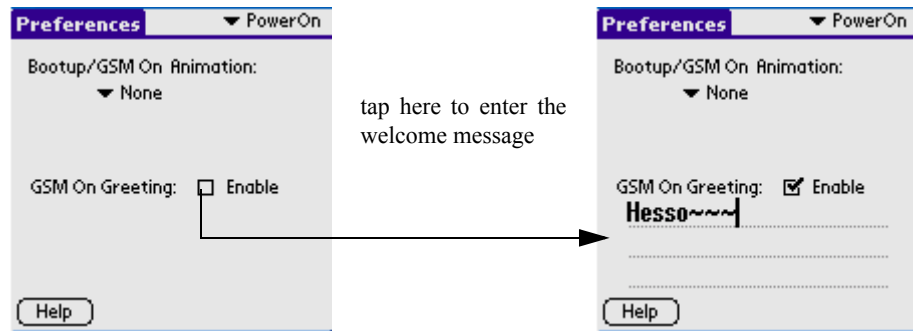 Preferences
PowerOn
Bootup/GSM On Animation:
None
GSM On Greeting:
Enable
Help
tap here to enter the
welcome message
Preferences
PowerOn
Bootup/GSM On Animation:
None
GSM On Greeting:
Enable
Hesso~~~
Help